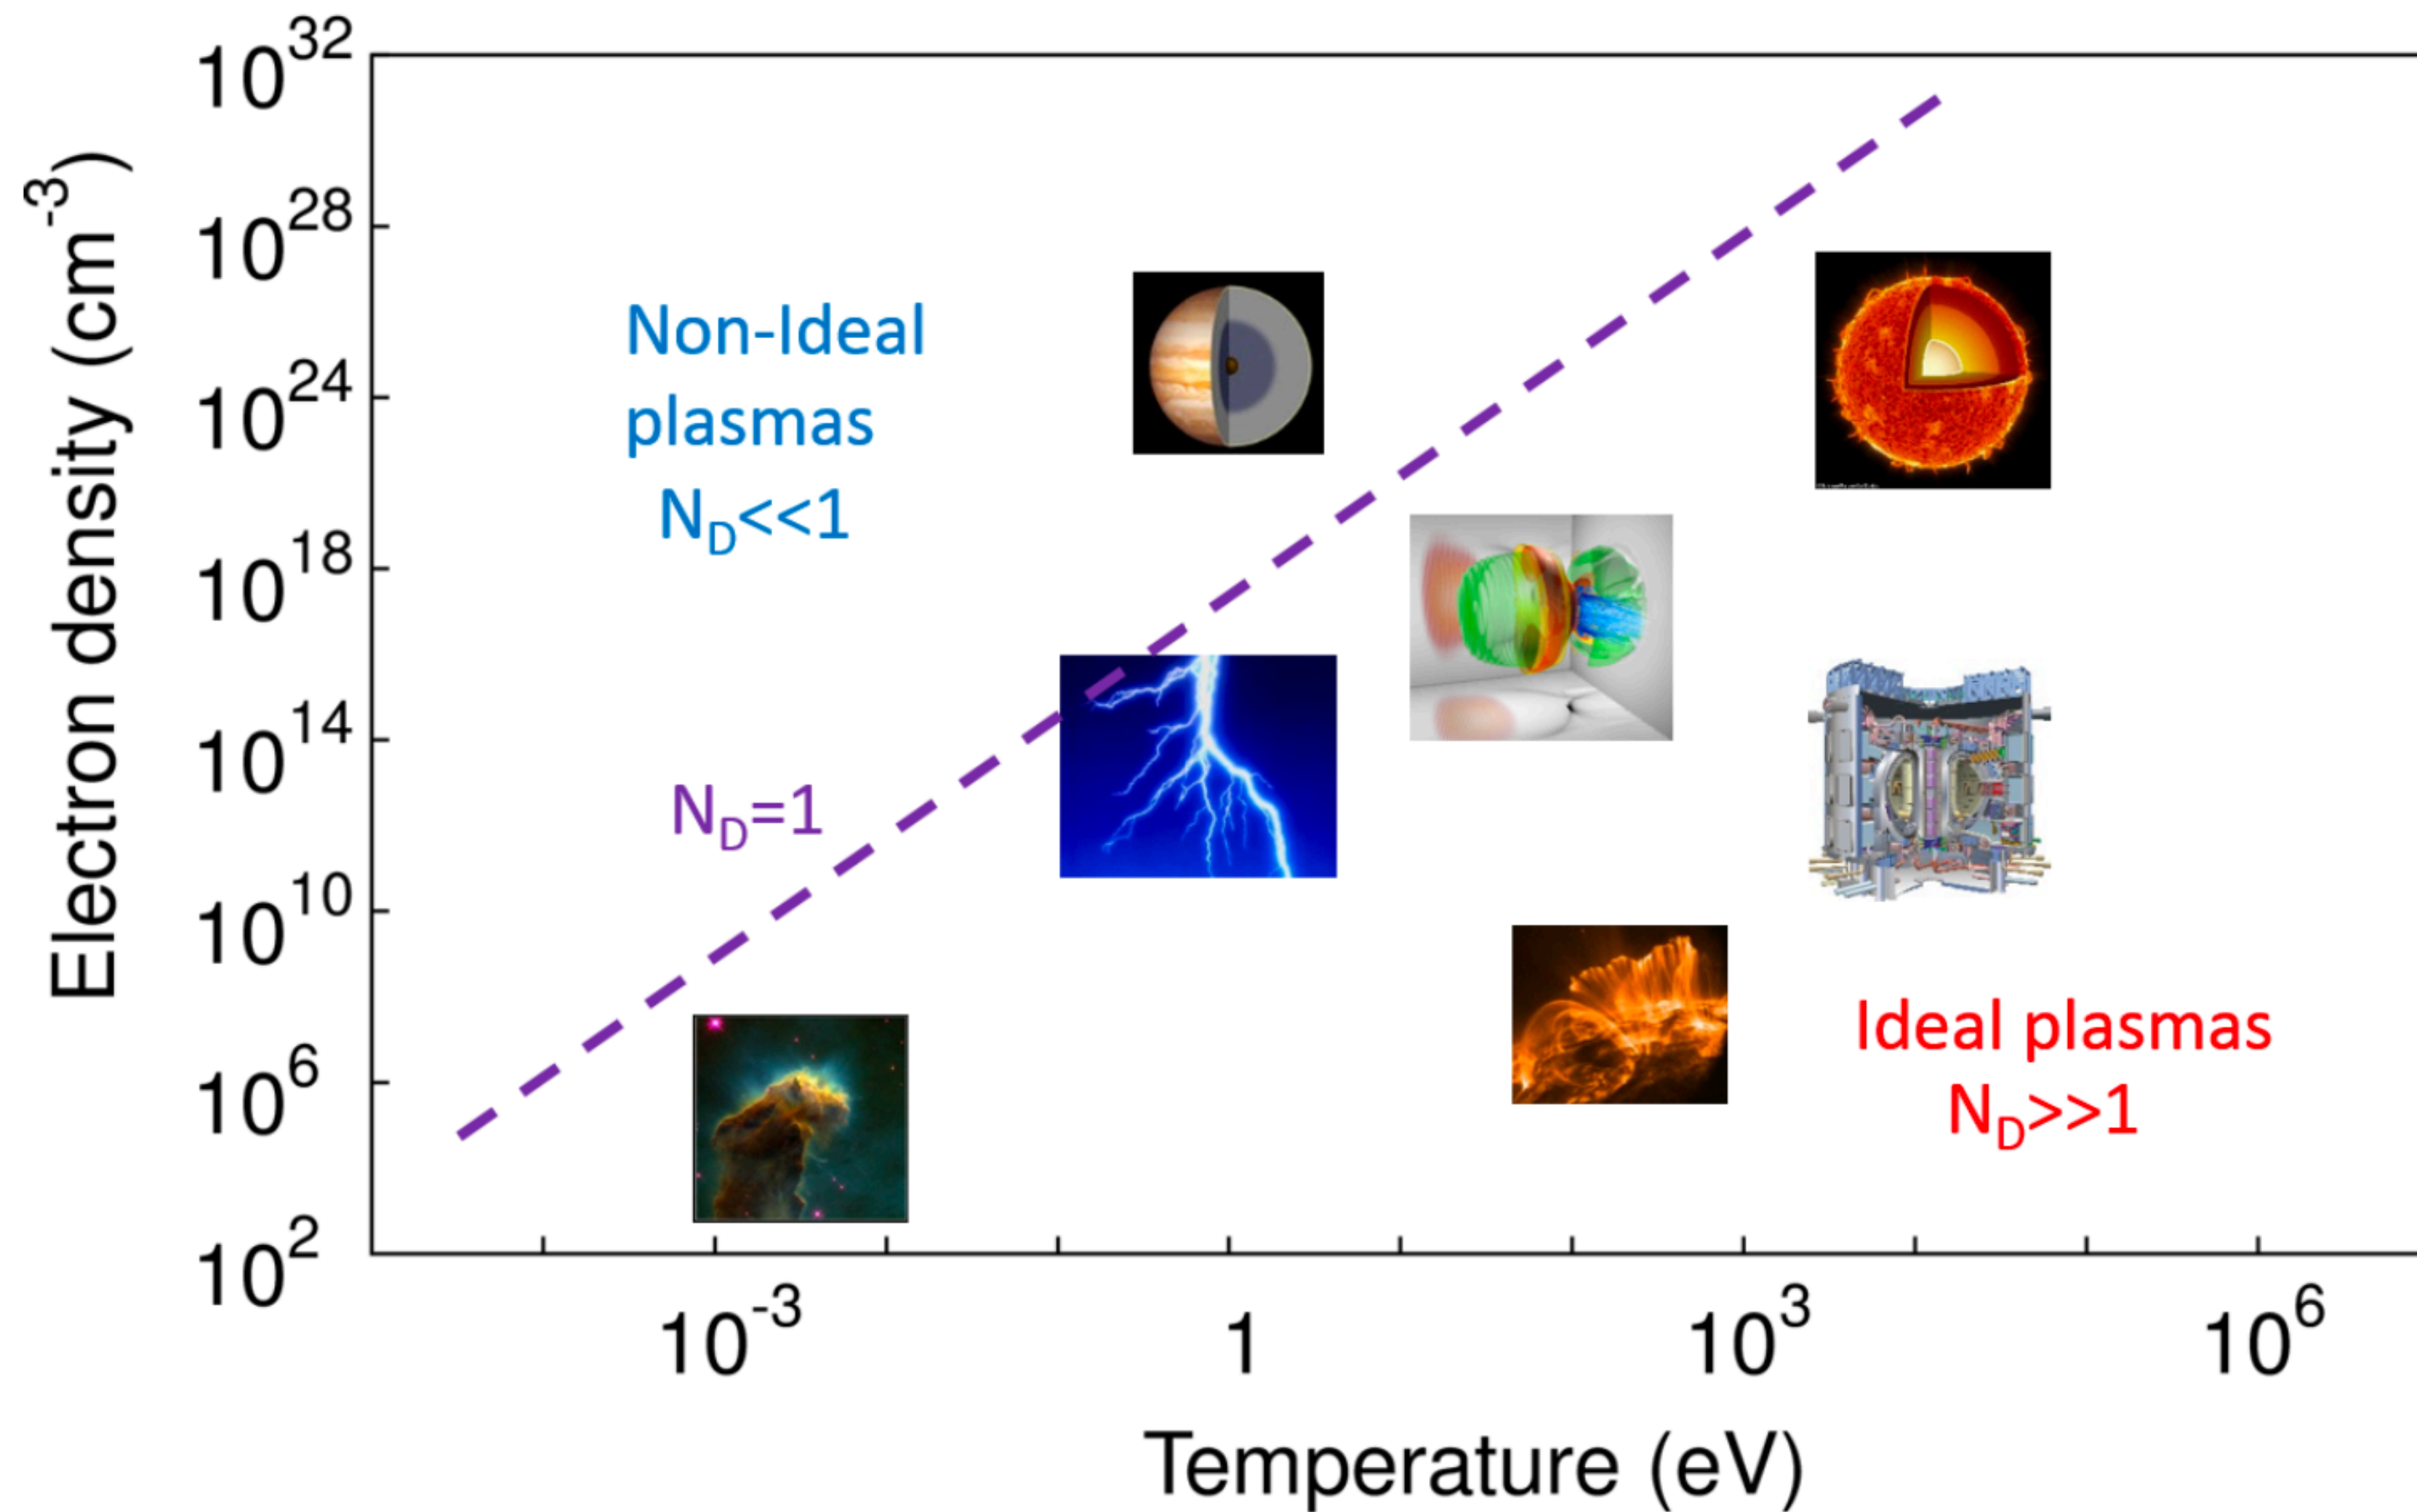 10^32
10^28
10^24
10^18
10^14
10^10
10^6
10^2
Electron density (cm^-3)
Non-Ideal
plasmas
N_D<<1
N_D=1
Ideal plasmas
N_D>>1
10^-3
1
10^3
10^6
Temperature (eV)